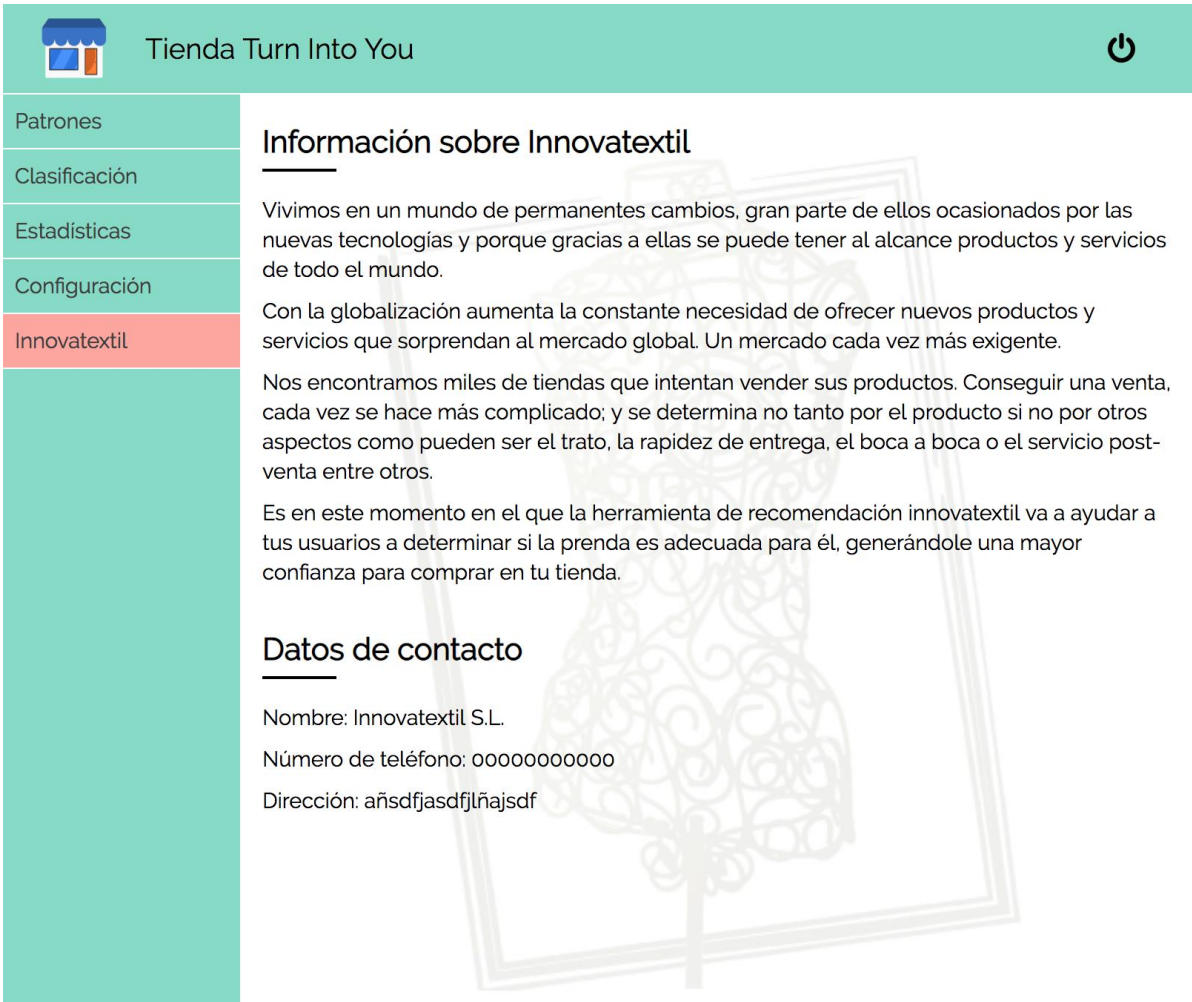 Tienda Turn Into You
Patrones
Clasificación
Estadísticas
Configuración
Innovatextil
Información sobre Innovatextil
Vivimos en un mundo de permanentes cambios, gran parte de ellos ocasionados por las
nuevas tecnologías y porque gracias a ellas se puede tener al alcance productos y servicios
de todo el mundo.
Con la globalización aumenta la constante necesidad de ofrecer nuevos productos y
servicios que sorprendan al mercado global. Un mercado cada vez más exigente.
Nos encontramos miles de tiendas que intentan vender sus productos. Conseguir una venta,
cada vez se hace más complicado; y se determina no tanto por el producto si no por otros
aspectos como pueden ser el trato, la rapidez de entrega, el boca a boca o el servicio post-
venta entre otros.
Es en este momento en el que la herramienta de recomendación innovatextil va a ayudar a
tus usuarios a determinar si la prenda es adecuada para él, generándole una mayor
confianza para comprar en tu tienda.
Datos de contacto
Nombre: Innovatextil S.L.
Número de teléfono: 00000000000
Dirección: añsdfjasdfjlñajsdf